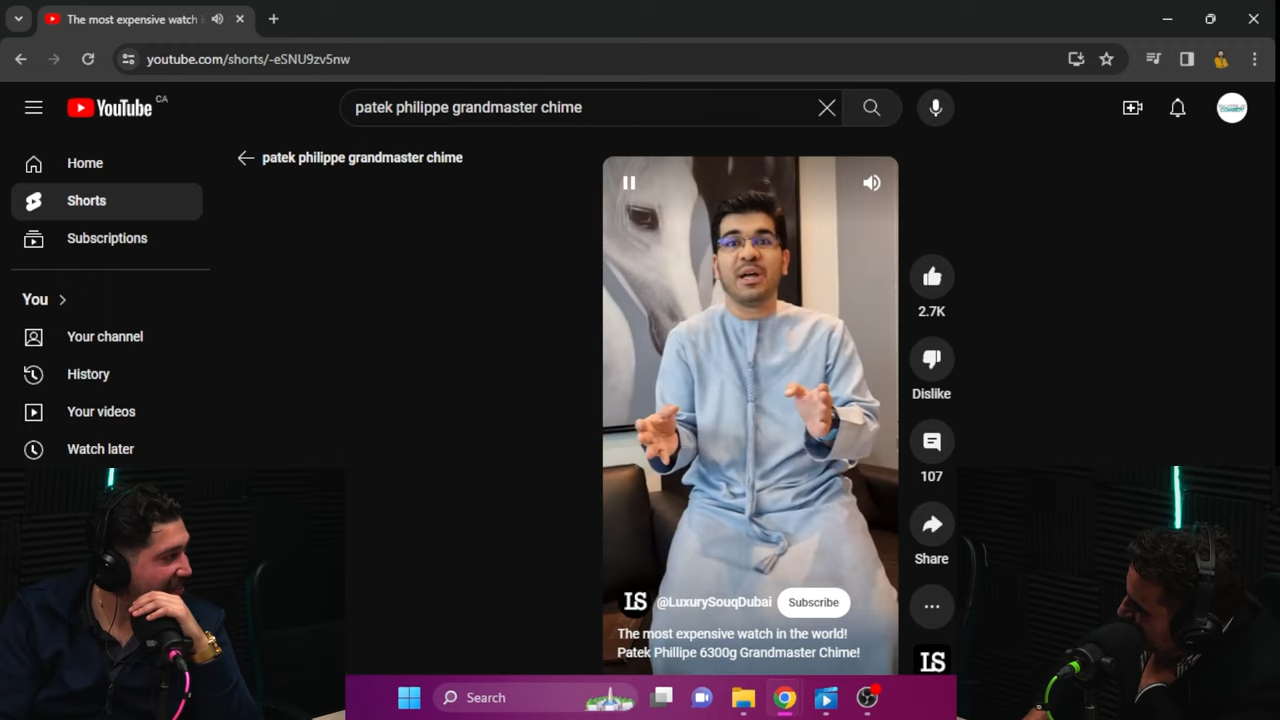 The most expensive watch i
youtube.com/shorts/-eSNU9zv5nw
YouTube CA
patek philippe grandmaster chime
patek philippe grandmaster chime
Home
Shorts
Subscriptions
You
Your channel
History
Your videos
Watch later
2.7K
Dislike
107
Share
LS @LuxurySouqDubai Subscribe
The most expensive watch in the world!
Patek Phillipe 6300g Grandmaster Chime!
LS
Search